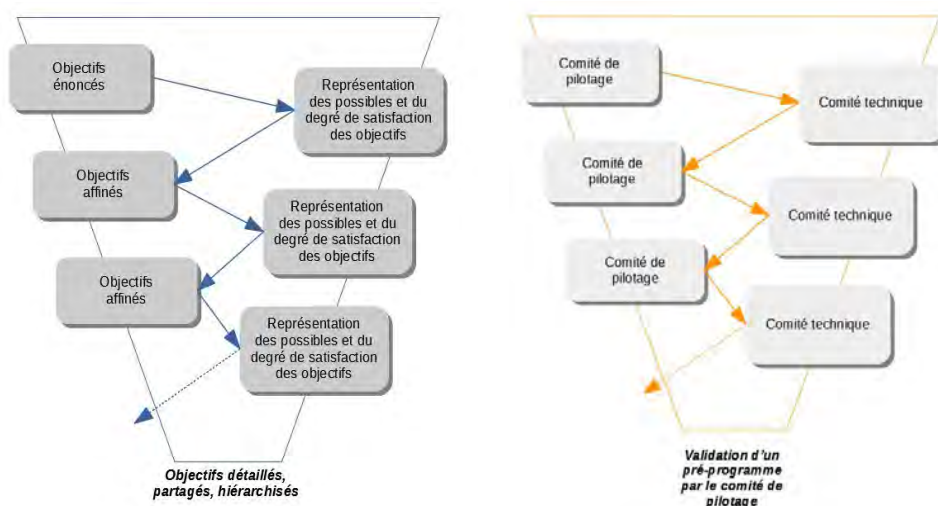 Objectifs
énoncés
Représentation
des possibles et du
degré de satisfaction
des objectifs
Objectifs
affinés
Représentation
des possibles et du
degré de satisfaction
des objectifs
Objectifs
affinés
Représentation
des possibles et du
degré de satisfaction
des objectifs
Objectifs détaillés,
partagés, hiérarchisés
Comité de
pilotage
Comité technique
Comité de
pilotage
Comité technique
Comité de
pilotage
Comité technique
Validation d'un
pré-programme
par le comité de
pilotage